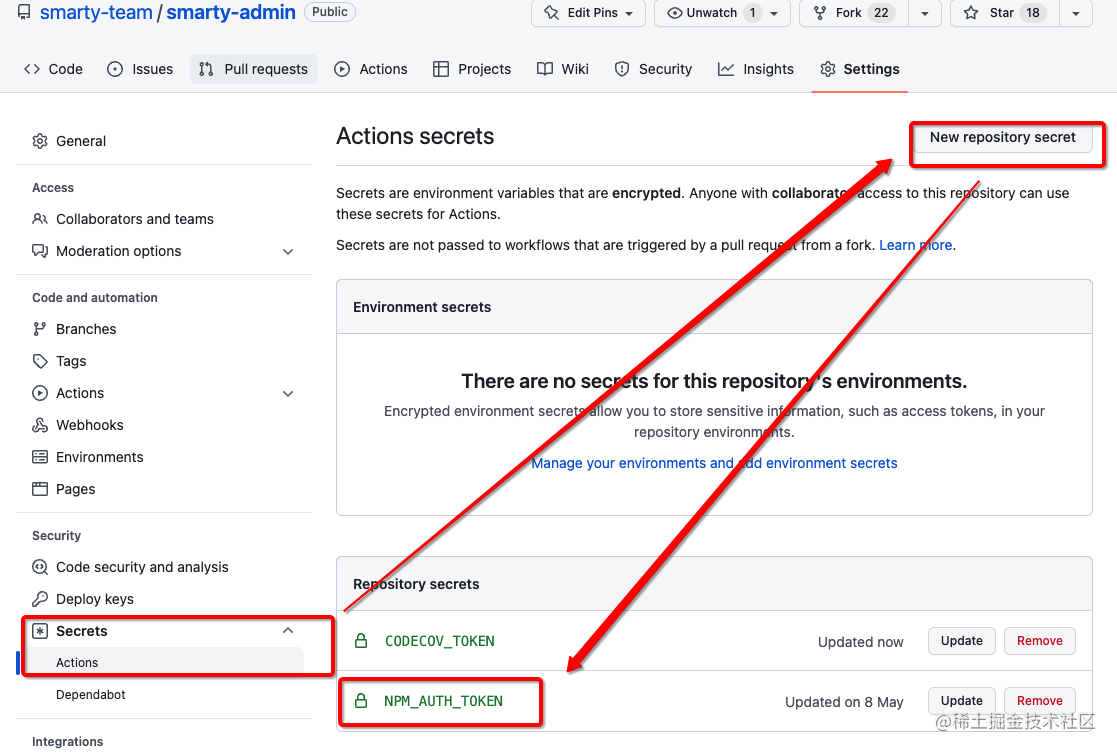 smarty-team / smarty-admin Public
Edit Pins Unwatch 1 Fork 22 Star 18
Code Issues Pull requests Actions Projects Wiki Security Insights Settings
General
Access
Collaborators and teams
Moderation options
Code and automation
Branches
Tags
Actions
Webhooks
Environments
Pages
Security
Code security and analysis
Deploy keys
Secrets
Actions
Dependabot
Integrations
Actions secrets
New repository secret
Secrets are environment variables that are encrypted. Anyone with collaborator access to this repository can use
these secrets for Actions.
Secrets are not passed to workflows that are triggered by a pull request from a fork. Learn more.
Environment secrets
There are no secrets for this repository's environments.
Encrypted environment secrets allow you to store sensitive information, such as access tokens, in your
repository environments.
Manage your environments and add environment secrets
Repository secrets
CODECOV_TOKEN Updated now Update Remove
NPM_AUTH_TOKEN Updated on 8 May Update Remove
@稀土掘金技术社区